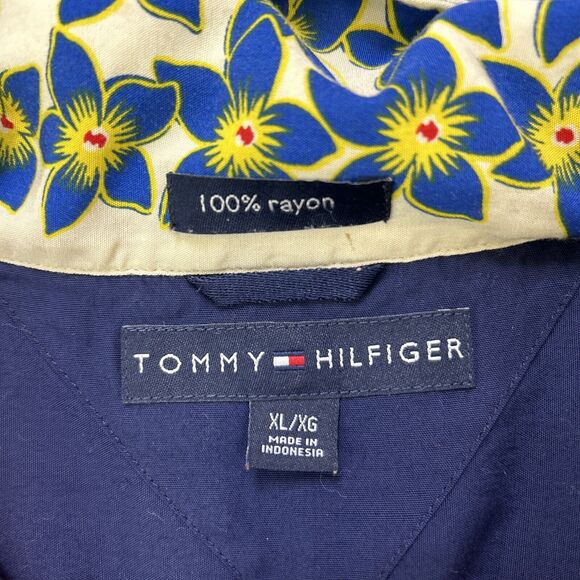 100% rayon
TOMMY HILFIGER
XL/XG
MADE IN
INDONESIA